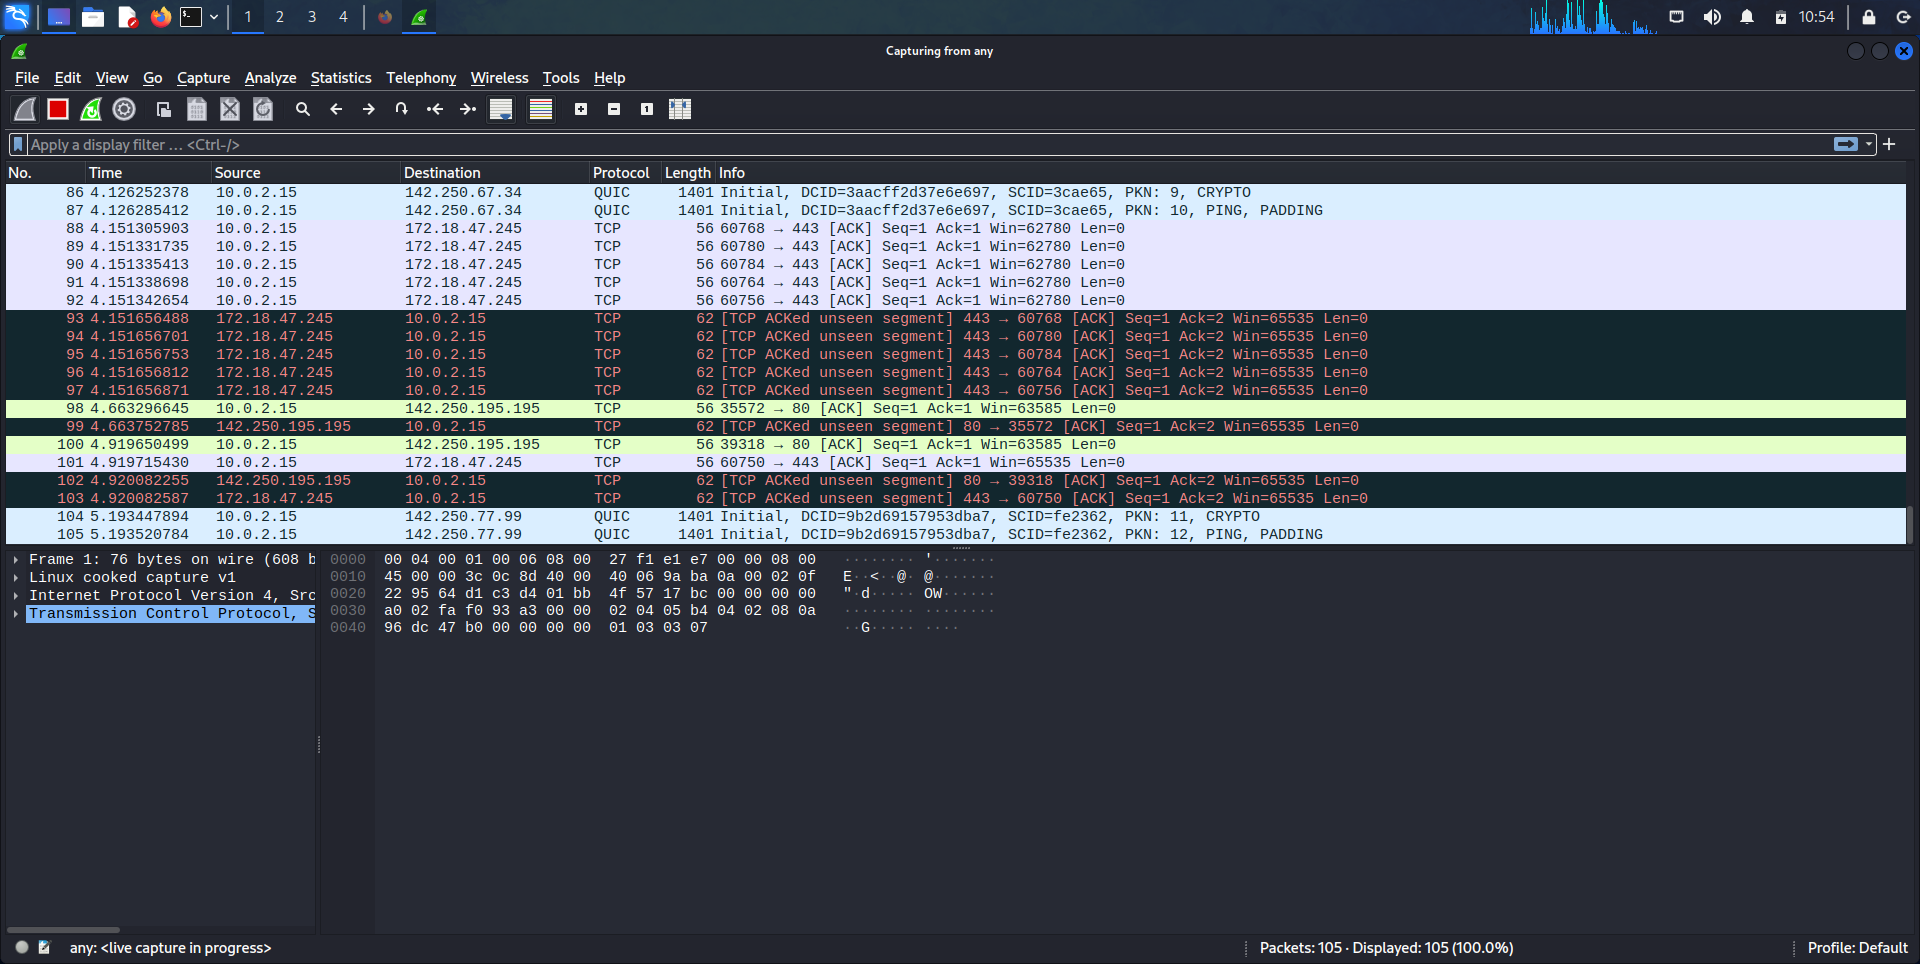 1 2 3 4 10:54
Capturing from any
File Edit View Go Capture Analyze Statistics Telephony Wireless Tools Help
Apply a display filter … <Ctrl-/>
No. Time Source Destination Protocol Length Info
86 4.126252378 10.0.2.15 142.250.67.34 QUIC 1401 Initial, DCID=3aacff2d37e6e697, SCID=3cae65, PKN: 9, CRYPTO
87 4.126285412 10.0.2.15 142.250.67.34 QUIC 1401 Initial, DCID=3aacff2d37e6e697, SCID=3cae65, PKN: 10, PING, PADDING
88 4.151305903 10.0.2.15 172.18.47.245 TCP 56 60768 → 443 [ACK] Seq=1 Ack=1 Win=62780 Len=0
89 4.151331735 10.0.2.15 172.18.47.245 TCP 56 60780 → 443 [ACK] Seq=1 Ack=1 Win=62780 Len=0
90 4.151335413 10.0.2.15 172.18.47.245 TCP 56 60784 → 443 [ACK] Seq=1 Ack=1 Win=62780 Len=0
91 4.151338698 10.0.2.15 172.18.47.245 TCP 56 60764 → 443 [ACK] Seq=1 Ack=1 Win=62780 Len=0
92 4.151342654 10.0.2.15 172.18.47.245 TCP 56 60756 → 443 [ACK] Seq=1 Ack=1 Win=62780 Len=0
93 4.151656488 172.18.47.245 10.0.2.15 TCP 62 [TCP ACKed unseen segment] 443 → 60768 [ACK] Seq=1 Ack=2 Win=65535 Len=0
94 4.151656701 172.18.47.245 10.0.2.15 TCP 62 [TCP ACKed unseen segment] 443 → 60780 [ACK] Seq=1 Ack=2 Win=65535 Len=0
95 4.151656753 172.18.47.245 10.0.2.15 TCP 62 [TCP ACKed unseen segment] 443 → 60784 [ACK] Seq=1 Ack=2 Win=65535 Len=0
96 4.151656812 172.18.47.245 10.0.2.15 TCP 62 [TCP ACKed unseen segment] 443 → 60764 [ACK] Seq=1 Ack=2 Win=65535 Len=0
97 4.151656871 172.18.47.245 10.0.2.15 TCP 62 [TCP ACKed unseen segment] 443 → 60756 [ACK] Seq=1 Ack=2 Win=65535 Len=0
98 4.663296645 10.0.2.15 142.250.195.195 TCP 56 35572 → 80 [ACK] Seq=1 Ack=1 Win=63585 Len=0
99 4.663752785 142.250.195.195 10.0.2.15 TCP 62 [TCP ACKed unseen segment] 80 → 35572 [ACK] Seq=1 Ack=2 Win=65535 Len=0
100 4.919650499 10.0.2.15 142.250.195.195 TCP 56 39318 → 80 [ACK] Seq=1 Ack=1 Win=63585 Len=0
101 4.919715430 10.0.2.15 172.18.47.245 TCP 56 60750 → 443 [ACK] Seq=1 Ack=1 Win=65535 Len=0
102 4.920082255 142.250.195.195 10.0.2.15 TCP 62 [TCP ACKed unseen segment] 80 → 39318 [ACK] Seq=1 Ack=2 Win=65535 Len=0
103 4.920082587 172.18.47.245 10.0.2.15 TCP 62 [TCP ACKed unseen segment] 443 → 60750 [ACK] Seq=1 Ack=2 Win=65535 Len=0
104 5.193447894 10.0.2.15 142.250.77.99 QUIC 1401 Initial, DCID=9b2d69157953dba7, SCID=fe2362, PKN: 11, CRYPTO
105 5.193520784 10.0.2.15 142.250.77.99 QUIC 1401 Initial, DCID=9b2d69157953dba7, SCID=fe2362, PKN: 12, PING, PADDING
Frame 1: 76 bytes on wire (608 b
Linux cooked capture v1
Internet Protocol Version 4, Src
Transmission Control Protocol, S
0000 00 04 00 01 00 06 08 00 27 f1 e1 e7 00 00 08 00 ········ '·······
0010 45 00 00 3c 0c 8d 40 00 40 06 9a ba 0a 00 02 0f E··<··@· @·······
0020 22 95 64 d1 c3 d4 01 bb 4f 57 17 bc 00 00 00 00 "·d····· OW······
0030 a0 02 fa f0 93 a3 00 00 02 04 05 b4 04 02 08 0a ········ ········
0040 96 dc 47 b0 00 00 00 00 01 03 03 07 ··G····· ····
any: <live capture in progress>
Packets: 105 · Displayed: 105 (100.0%)
Profile: Default